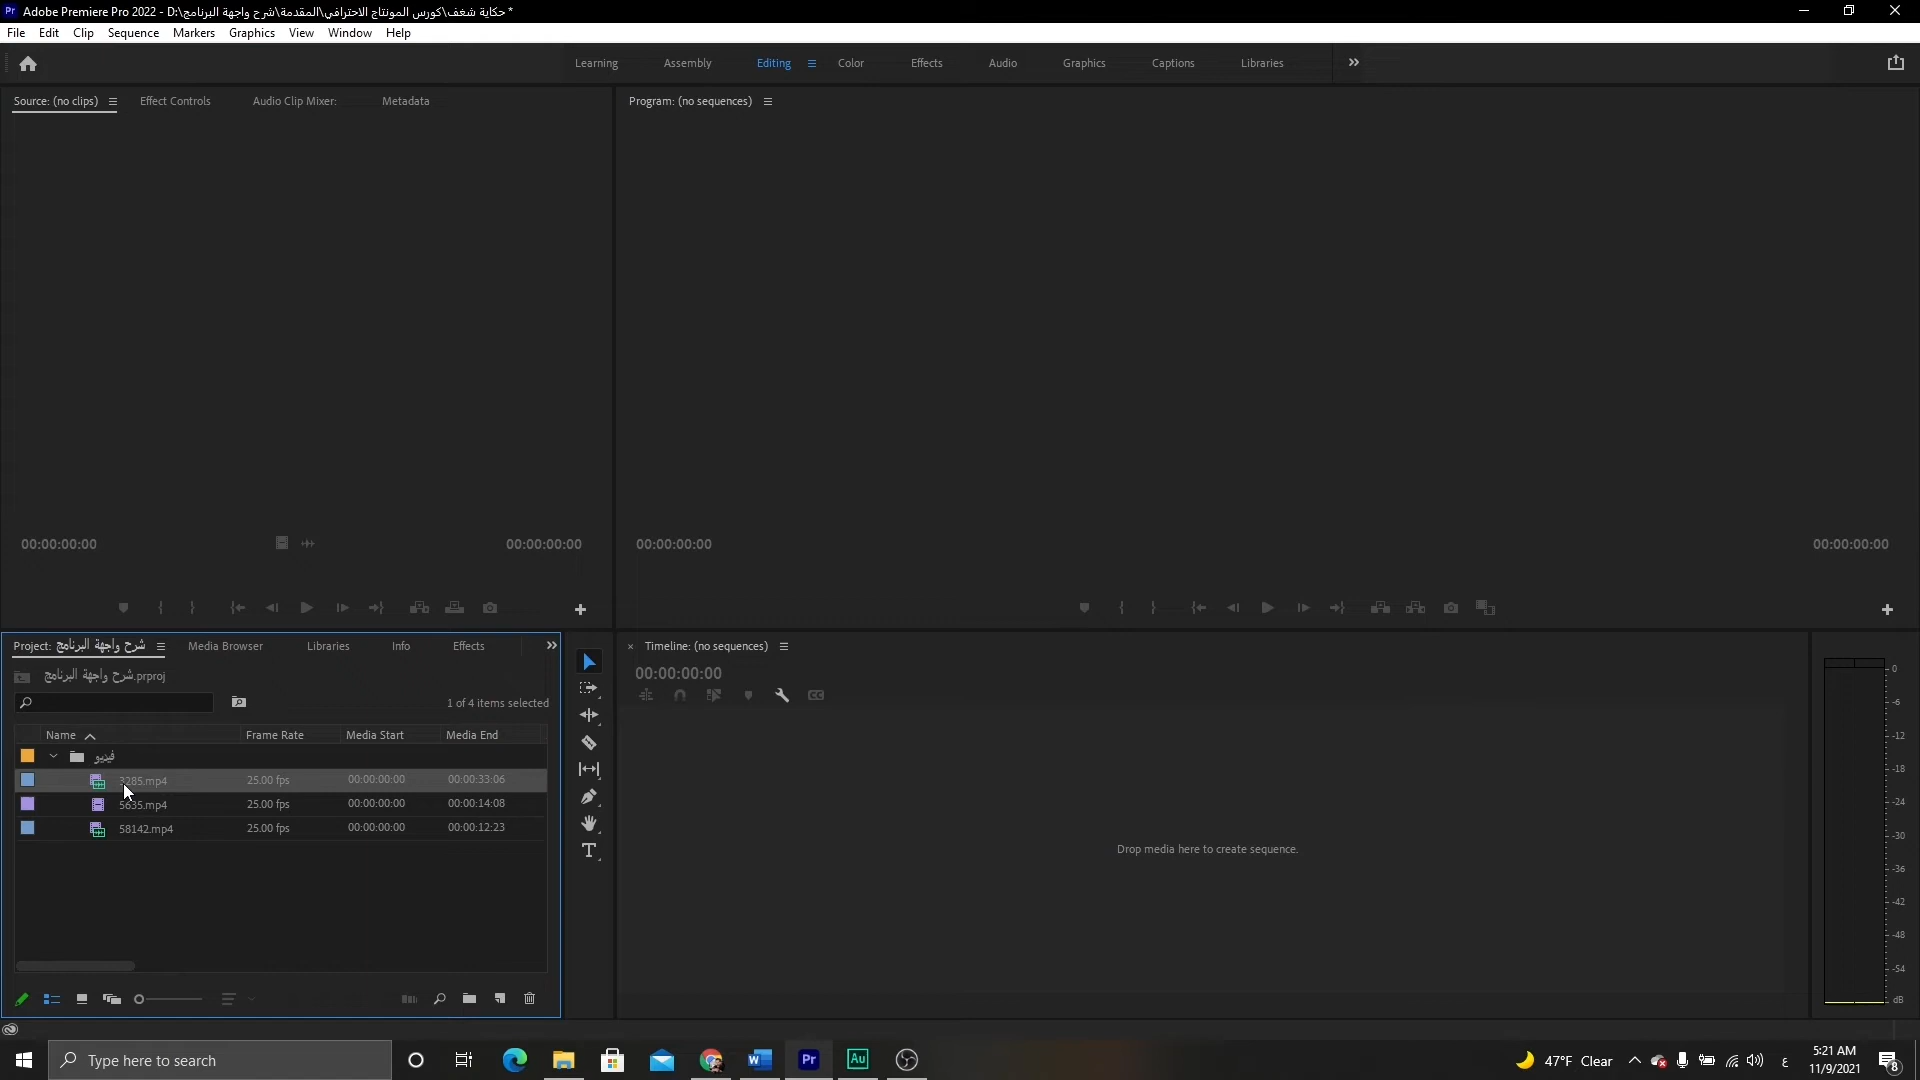 Adobe Premiere Pro 2022 - D:\حكاية شغف\كورس المونتاج الاحترافي\المقدمة\شرح واجهة البرنامج *
File Edit Clip Sequence Markers Graphics View Window Help
Learning Assembly Editing Color Effects Audio Graphics Captions Libraries
Source: (no clips) Effect Controls Audio Clip Mixer: Metadata
Program: (no sequences)
00:00:00:00 00:00:00:00
00:00:00:00 00:00:00:00
Project: شرح واجهة البرنامج Media Browser Libraries Info Effects
شرح واجهة البرنامج.prproj
1 of 4 items selected
Name Frame Rate Media Start Media End
فيديو
3285.mp4 25.00 fps 00:00:00:00 00:00:33:06
5635.mp4 25.00 fps 00:00:00:00 00:00:14:08
58142.mp4 25.00 fps 00:00:00:00 00:00:12:23
Timeline: (no sequences)
00:00:00:00
Drop media here to create sequence.
0
-6
-12
-18
-24
-30
-36
-42
-48
-54
dB
Type here to search
47°F Clear
ع
5:21 AM
11/9/2021
8